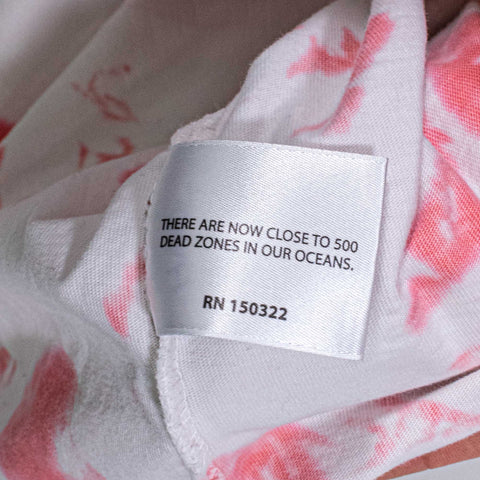 THERE ARE NOW CLOSE TO 500
DEAD ZONES IN OUR OCEANS.
RN 150322